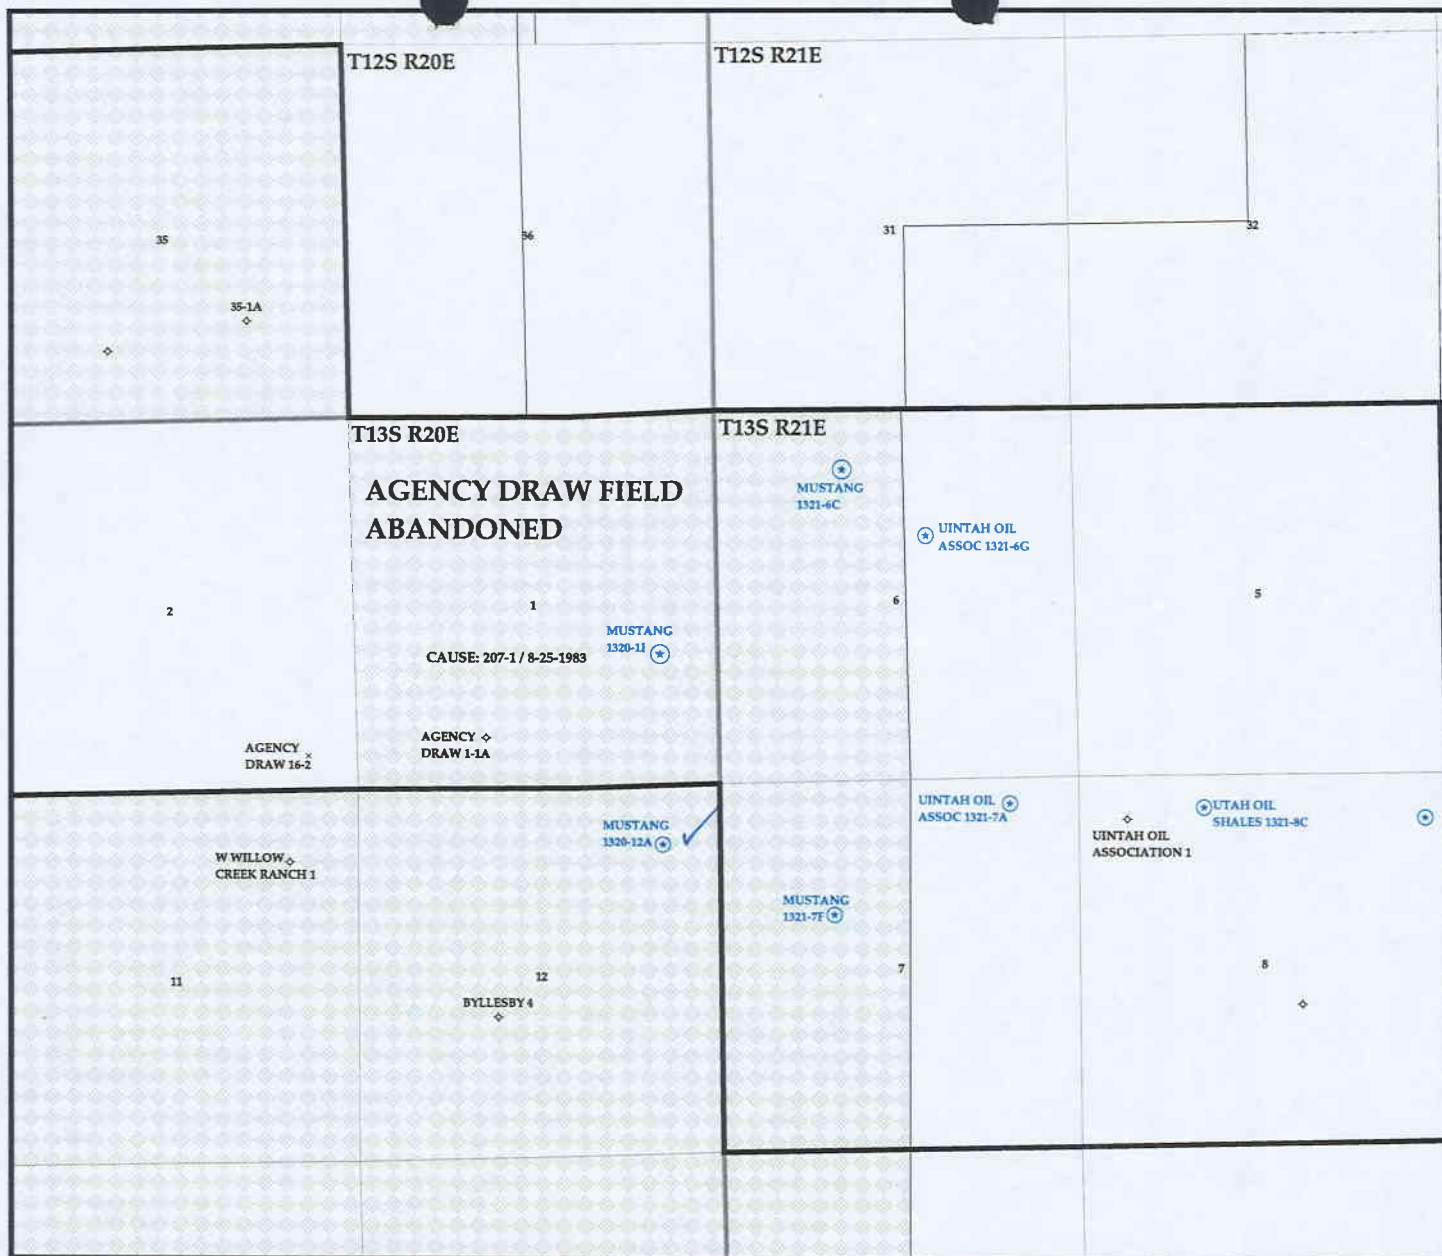 T12S R20E
T12S R21E
35
36
31
32
35-1A
T13S R20E
T13S R21E
AGENCY DRAW FIELD
ABANDONED
MUSTANG
1321-6C
UINTAH OIL
ASSOC 1321-6G
2
1
6
5
MUSTANG
1320-1I
CAUSE: 207-1 / 8-25-1983
AGENCY
DRAW 16-2
AGENCY
DRAW 1-1A
MUSTANG
1320-12A
UINTAH OIL
ASSOC 1321-7A
UINTAH OIL
ASSOCIATION 1
UTAH OIL
SHALES 1321-8C
W WILLOW
CREEK RANCH 1
MUSTANG
1321-7F
11
12
7
8
BYLLESBY 4